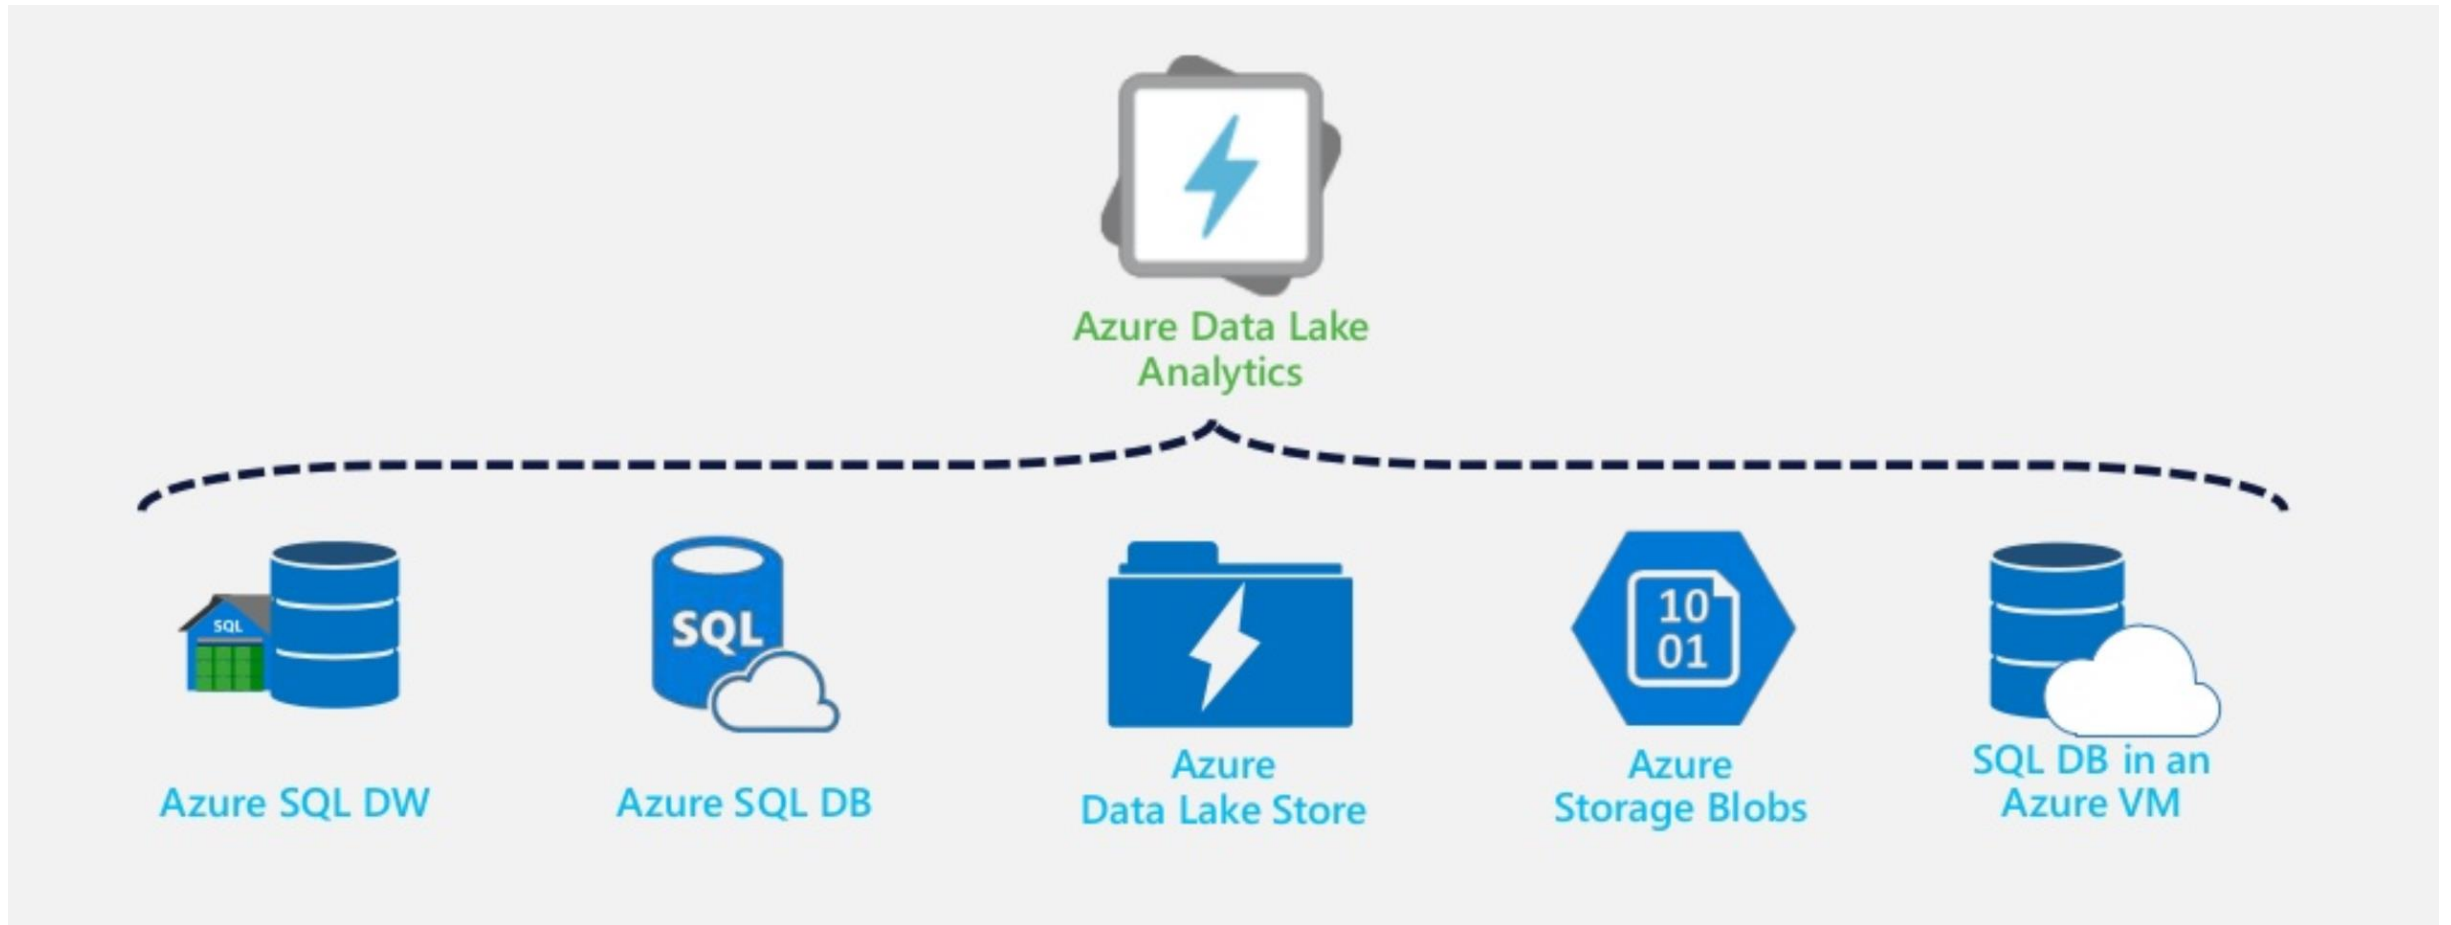 Azure Data Lake
Analytics
SQL
Azure SQL DW
SQL
Azure SQL DB
Azure
Data Lake Store
10
01
Azure
Storage Blobs
SQL DB in an
Azure VM